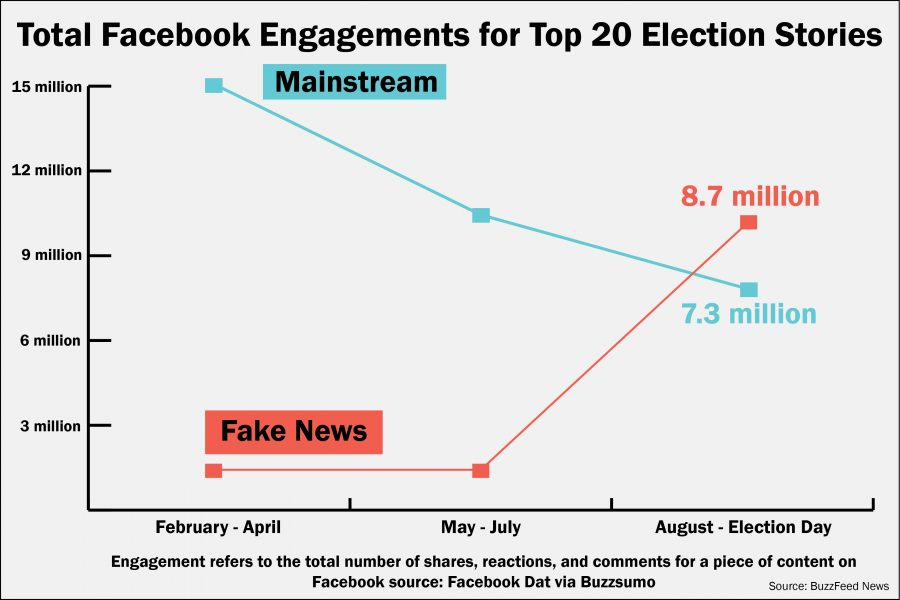 Total Facebook Engagements for Top 20 Election Stories
15 million
Mainstream
12 million
8.7 million
9 million
7.3 million
6 million
3 million
Fake News
February - April
May - July
August - Election Day
Engagement refers to the total number of shares, reactions, and comments for a piece of content on
Facebook source: Facebook Dat via Buzzsumo
Source: BuzzFeed News